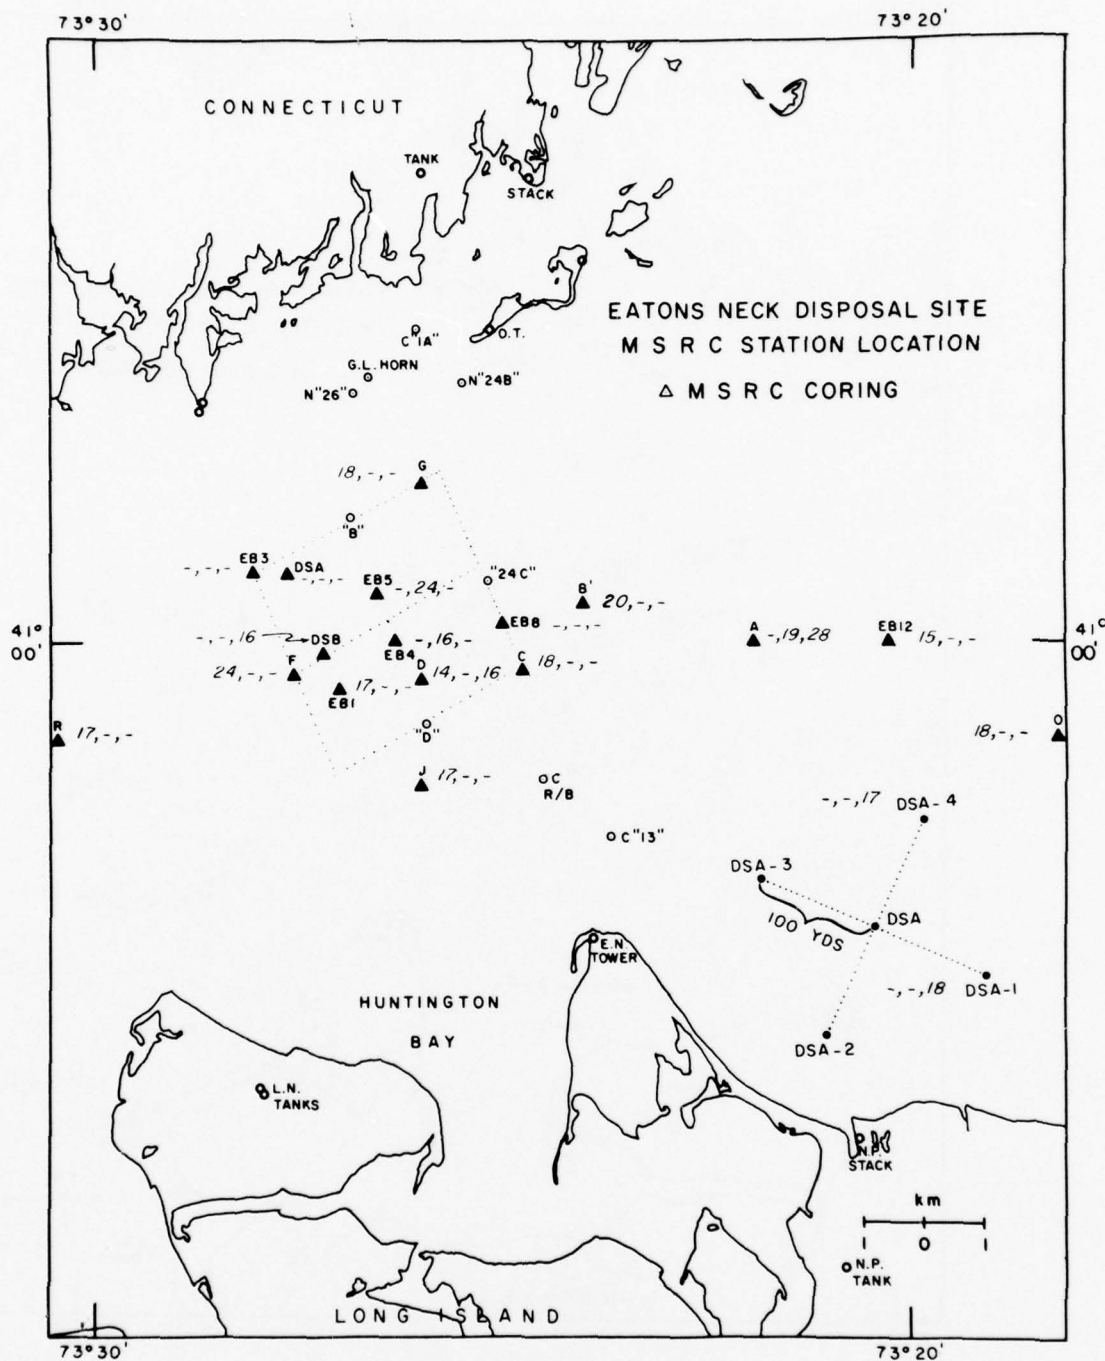 73°30' 73°20'
CONNECTICUT
TANK
STACK
EATONS NECK DISPOSAL SITE
M S R C STATION LOCATION
△ M S R C CORING
O.T.
C"1A"
G.L. HORN
N"24B"
N"26"
G
18,-,-
"B"
EB3
-,-,-
DSA
-,-,-
EB5
-,24,-
"24C"
B'
20,-,-
EB8
-,-,-
A
-,19,28
EB12
15,-,-
41°
00'
41°
00'
-,-,16
DSB
EB4
-,16,-
F
24,-,-
EB1
17,-,-
D
14,-,16
C
18,-,-
R
17,-,-
"D"
O
18,-,-
J
17,-,-
C
R/B
C"13"
-,-,17
DSA-4
DSA-3
100 YDS
DSA
-,-,18
DSA-1
DSA-2
E.N.
TOWER
HUNTINGTON
BAY
L.N.
TANKS
N.P.
STACK
km
1 0 1
N.P.
TANK
LONG ISLAND
73°30' 73°20'